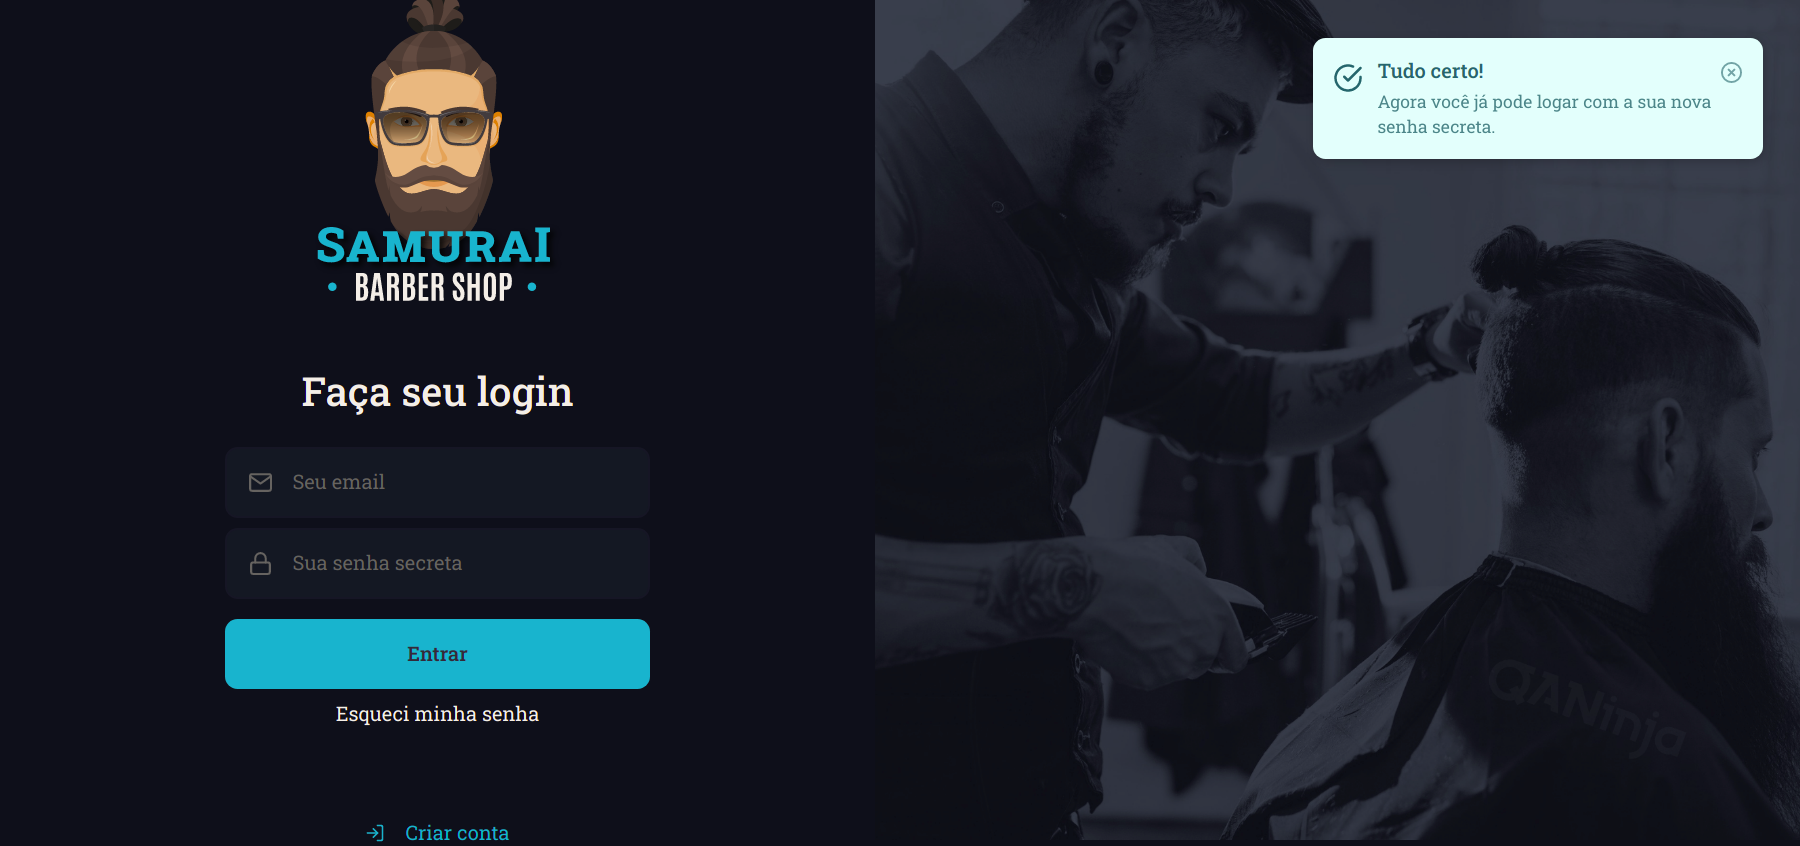 SAMURAI
• BARBER SHOP •
Faça seu login
Seu email
Sua senha secreta
Entrar
Esqueci minha senha
Criar conta
Tudo certo!
Agora você já pode logar com a sua nova
senha secreta.
QANinja